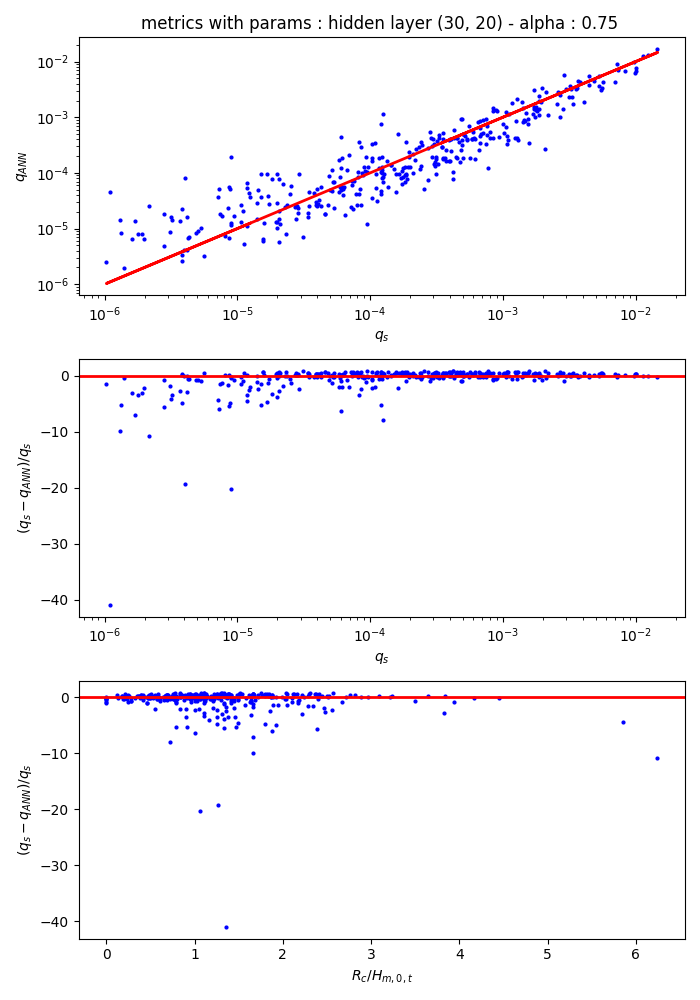 metrics with params : hidden layer (30, 20) - alpha : 0.75
10⁻²
10⁻³
10⁻⁴
10⁻⁵
10⁻⁶
q_ANN
10⁻⁶ 10⁻⁵ 10⁻⁴ 10⁻³ 10⁻²
q_s
0
−10
−20
−30
−40
(q_s − q_ANN)/q_s
10⁻⁶ 10⁻⁵ 10⁻⁴ 10⁻³ 10⁻²
q_s
0
−10
−20
−30
−40
(q_s − q_ANN)/q_s
0 1 2 3 4 5 6
R_c/H_m,0,t